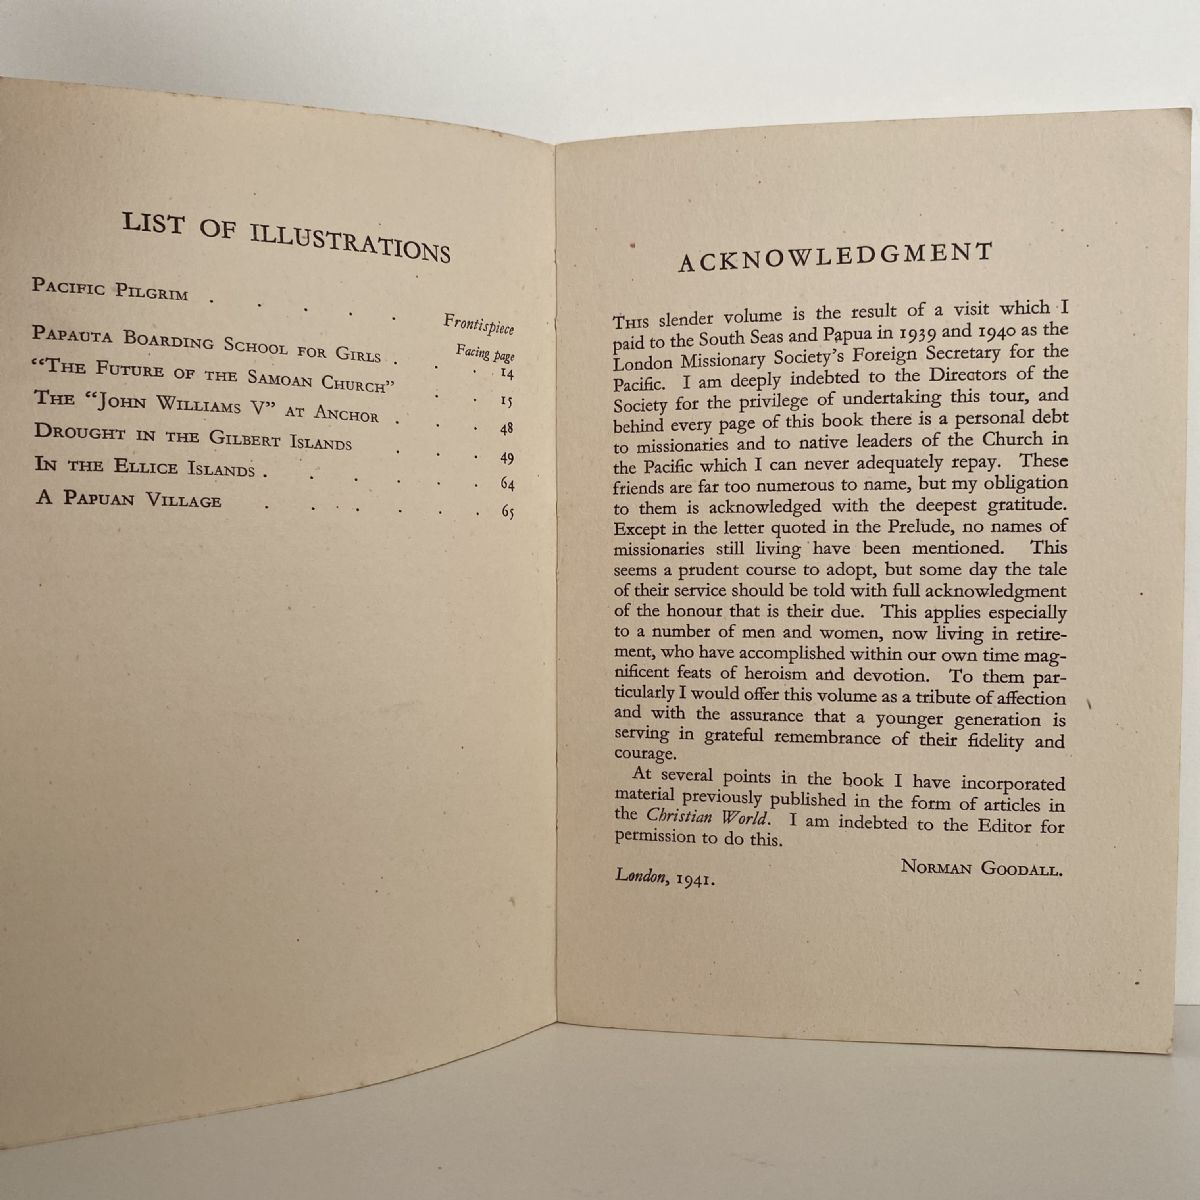 LIST OF ILLUSTRATIONS
PACIFIC PILGRIM . . . . . Frontispiece
Facing page
PAPAUTA BOARDING SCHOOL FOR GIRLS . . . 14
“THE FUTURE OF THE SAMOAN CHURCH” . . 15
THE “JOHN WILLIAMS V” AT ANCHOR . . . 48
DROUGHT IN THE GILBERT ISLANDS . . . 49
IN THE ELLICE ISLANDS . . . . . . 64
A PAPUAN VILLAGE . . . . . . 65
ACKNOWLEDGMENT
THIS slender volume is the result of a visit which I
paid to the South Seas and Papua in 1939 and 1940 as the
London Missionary Society’s Foreign Secretary for the
Pacific. I am deeply indebted to the Directors of the
Society for the privilege of undertaking this tour, and
behind every page of this book there is a personal debt
to missionaries and to native leaders of the Church in
the Pacific which I can never adequately repay. These
friends are far too numerous to name, but my obligation
to them is acknowledged with the deepest gratitude.
Except in the letter quoted in the Prelude, no names of
missionaries still living have been mentioned. This
seems a prudent course to adopt, but some day the tale
of their service should be told with full acknowledgment
of the honour that is their due. This applies especially
to a number of men and women, now living in retire-
ment, who have accomplished within our own time mag-
nificent feats of heroism and devotion. To them par-
ticularly I would offer this volume as a tribute of affection
and with the assurance that a younger generation is
serving in grateful remembrance of their fidelity and
courage.
At several points in the book I have incorporated
material previously published in the form of articles in
the Christian World. I am indebted to the Editor for
permission to do this.
NORMAN GOODALL.
London, 1941.